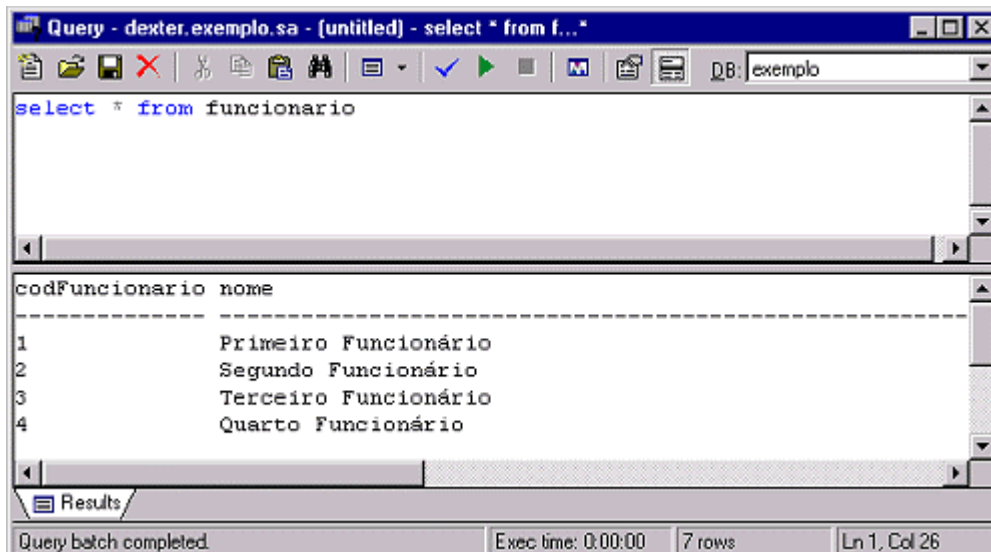 Query - dexter.exemplo.sa - (untitled) - select * from f...*
DB: exemplo
select * from funcionario
codFuncionario nome
-------------- -------------------------------------------------------
1 Primeiro Funcionário
2 Segundo Funcionário
3 Terceiro Funcionário
4 Quarto Funcionário
Results
Query batch completed. Exec time: 0:00:00 7 rows Ln 1, Col 26